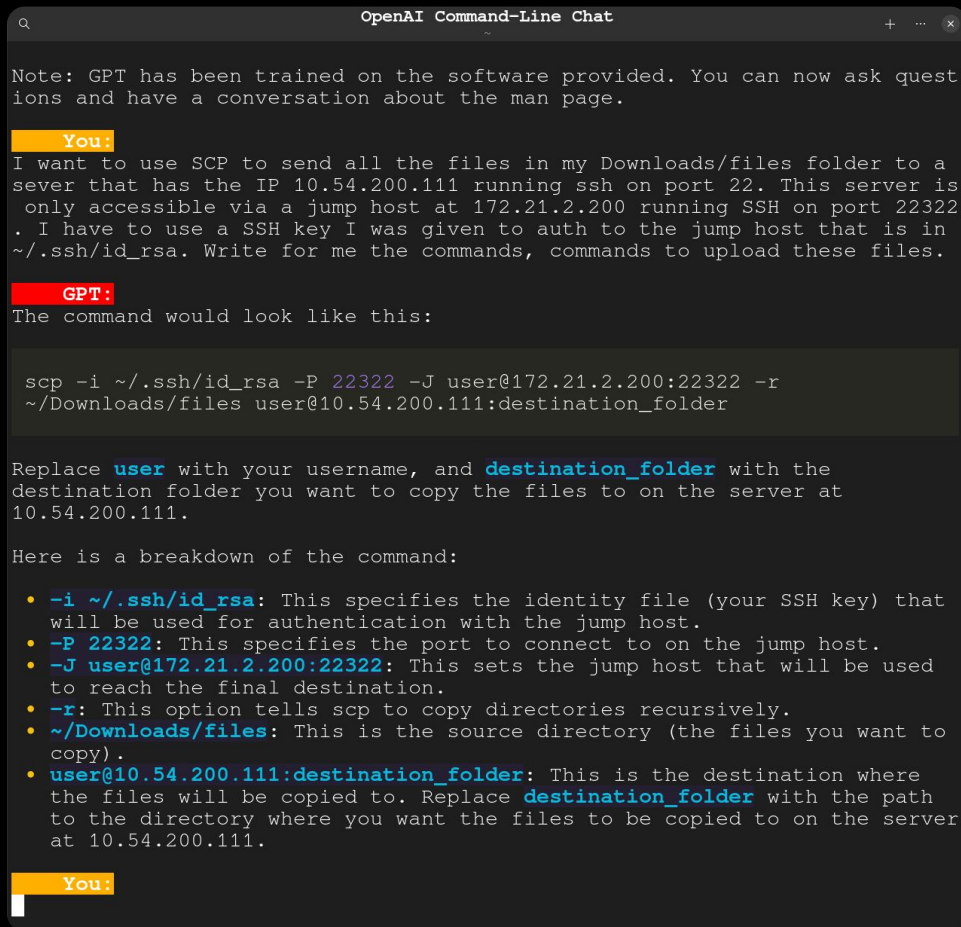 OpenAI Command-Line Chat
~
Note: GPT has been trained on the software provided. You can now ask quest
ions and have a conversation about the man page.
You:
I want to use SCP to send all the files in my Downloads/files folder to a
sever that has the IP 10.54.200.111 running ssh on port 22. This server is
only accessible via a jump host at 172.21.2.200 running SSH on port 22322
. I have to use a SSH key I was given to auth to the jump host that is in
~/.ssh/id_rsa. Write for me the commands, commands to upload these files.
GPT:
The command would look like this:
scp -i ~/.ssh/id_rsa -P 22322 -J user@172.21.2.200:22322 -r
~/Downloads/files user@10.54.200.111:destination_folder
Replace user with your username, and destination_folder with the
destination folder you want to copy the files to on the server at
10.54.200.111.
Here is a breakdown of the command:
• -i ~/.ssh/id_rsa: This specifies the identity file (your SSH key) that
will be used for authentication with the jump host.
• -P 22322: This specifies the port to connect to on the jump host.
• -J user@172.21.2.200:22322: This sets the jump host that will be used
to reach the final destination.
• -r: This option tells scp to copy directories recursively.
• ~/Downloads/files: This is the source directory (the files you want to
copy).
• user@10.54.200.111:destination_folder: This is the destination where
the files will be copied to. Replace destination_folder with the path
to the directory where you want the files to be copied to on the server
at 10.54.200.111.
You: